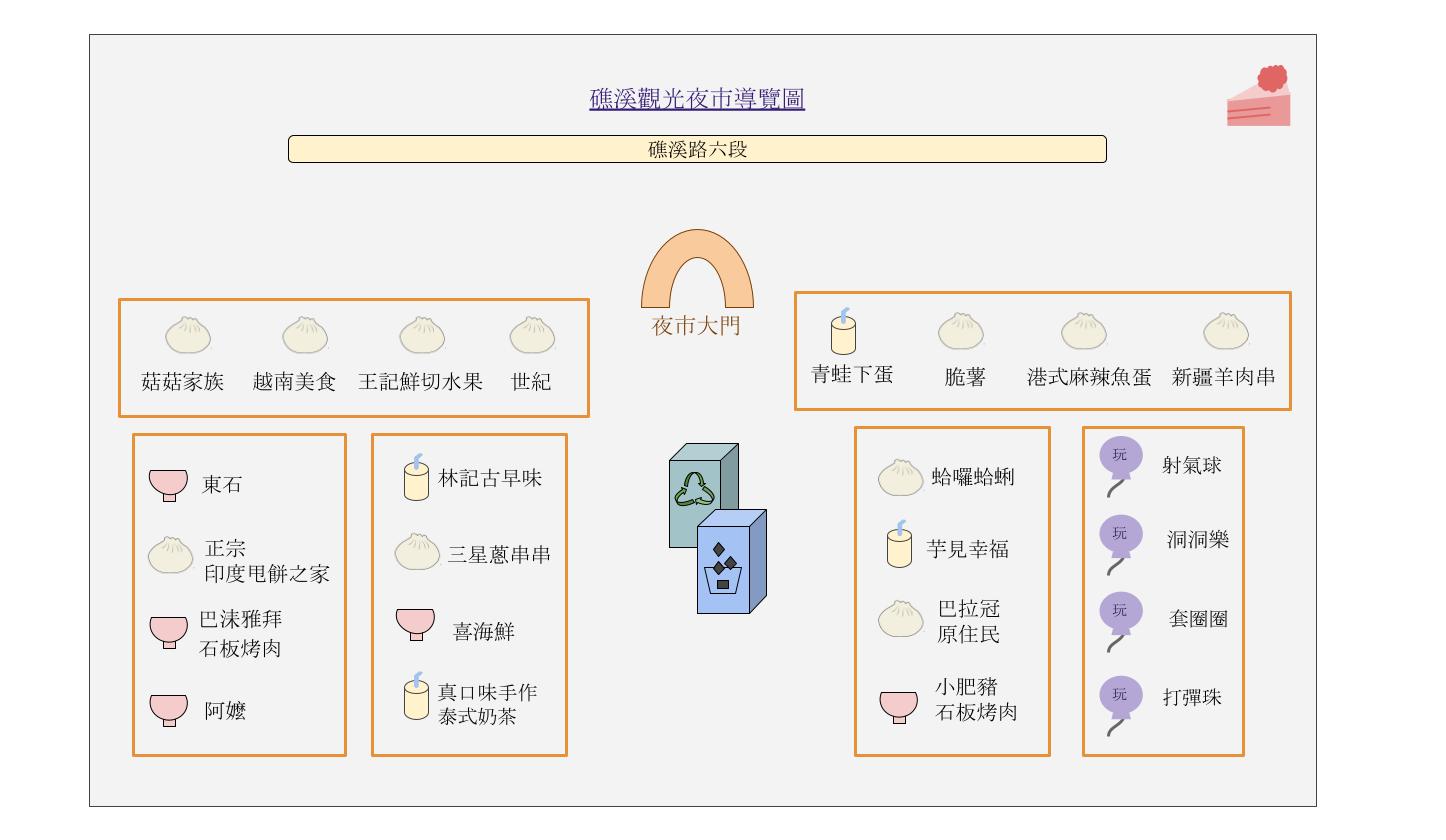 礁溪觀光夜市導覽圖
礁溪路六段
夜市大門
菇菇家族
越南美食
王記鮮切水果
世紀
青蛙下蛋
脆薯
港式麻辣魚蛋
新疆羊肉串
東石
正宗
印度甩餅之家
巴洡雅拜
石板烤肉
阿嬤
林記古早味
三星蔥串串
喜海鮮
真口味手作
泰式奶茶
蛤囉蛤蜊
芋見幸福
巴拉冠
原住民
小肥豬
石板烤肉
玩
射氣球
玩
洞洞樂
玩
套圈圈
玩
打彈珠